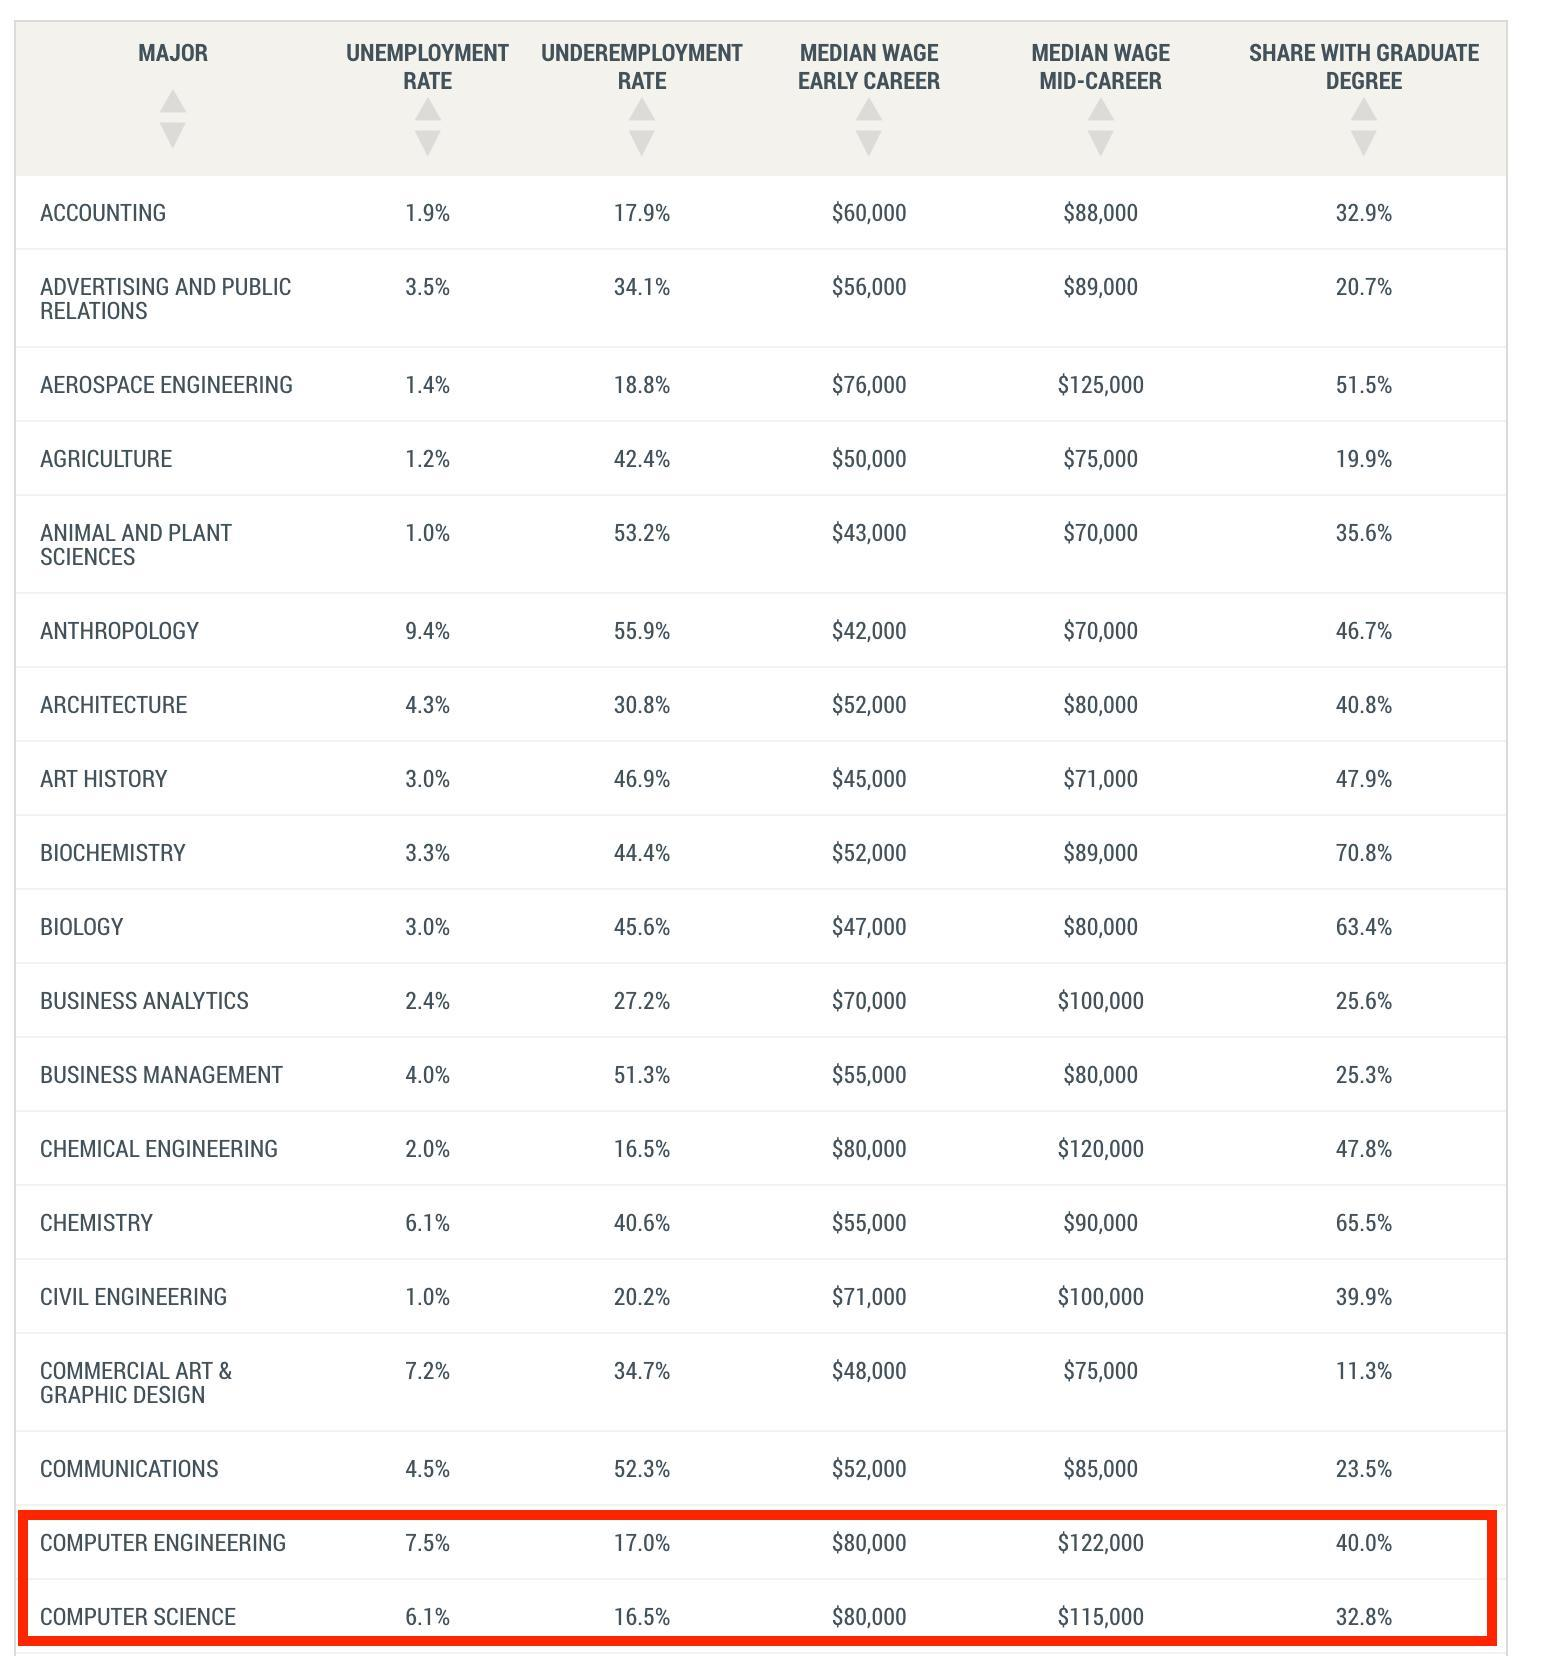 MAJOR UNEMPLOYMENT UNDEREMPLOYMENT MEDIAN WAGE MEDIAN WAGE SHARE WITH GRADUATE
RATE RATE EARLY CAREER MID-CAREER DEGREE
ACCOUNTING 1.9% 17.9% $60,000 $88,000 32.9%
ADVERTISING AND PUBLIC 3.5% 34.1% $56,000 $89,000 20.7%
RELATIONS
AEROSPACE ENGINEERING 1.4% 18.8% $76,000 $125,000 51.5%
AGRICULTURE 1.2% 42.4% $50,000 $75,000 19.9%
ANIMAL AND PLANT 1.0% 53.2% $43,000 $70,000 35.6%
SCIENCES
ANTHROPOLOGY 9.4% 55.9% $42,000 $70,000 46.7%
ARCHITECTURE 4.3% 30.8% $52,000 $80,000 40.8%
ART HISTORY 3.0% 46.9% $45,000 $71,000 47.9%
BIOCHEMISTRY 3.3% 44.4% $52,000 $89,000 70.8%
BIOLOGY 3.0% 45.6% $47,000 $80,000 63.4%
BUSINESS ANALYTICS 2.4% 27.2% $70,000 $100,000 25.6%
BUSINESS MANAGEMENT 4.0% 51.3% $55,000 $80,000 25.3%
CHEMICAL ENGINEERING 2.0% 16.5% $80,000 $120,000 47.8%
CHEMISTRY 6.1% 40.6% $55,000 $90,000 65.5%
CIVIL ENGINEERING 1.0% 20.2% $71,000 $100,000 39.9%
COMMERCIAL ART & 7.2% 34.7% $48,000 $75,000 11.3%
GRAPHIC DESIGN
COMMUNICATIONS 4.5% 52.3% $52,000 $85,000 23.5%
COMPUTER ENGINEERING 7.5% 17.0% $80,000 $122,000 40.0%
COMPUTER SCIENCE 6.1% 16.5% $80,000 $115,000 32.8%